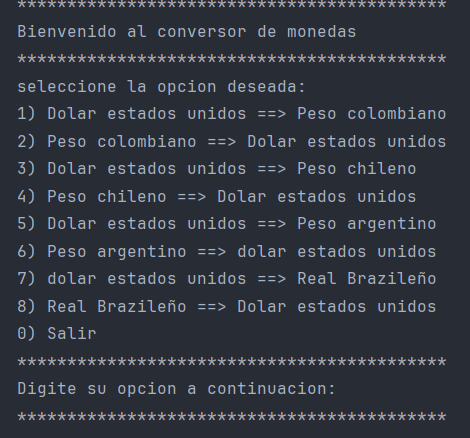 *******************************************
Bienvenido al conversor de monedas
*******************************************
seleccione la opcion deseada:
1) Dolar estados unidos ==> Peso colombiano
2) Peso colombiano ==> Dolar estados unidos
3) Dolar estados unidos ==> Peso chileno
4) Peso chileno ==> Dolar estados unidos
5) Dolar estados unidos ==> Peso argentino
6) Peso argentino ==> dolar estados unidos
7) dolar estados unidos ==> Real Brazileño
8) Real Brazileño ==> Dolar estados unidos
0) Salir
*******************************************
Digite su opcion a continuacion:
*******************************************